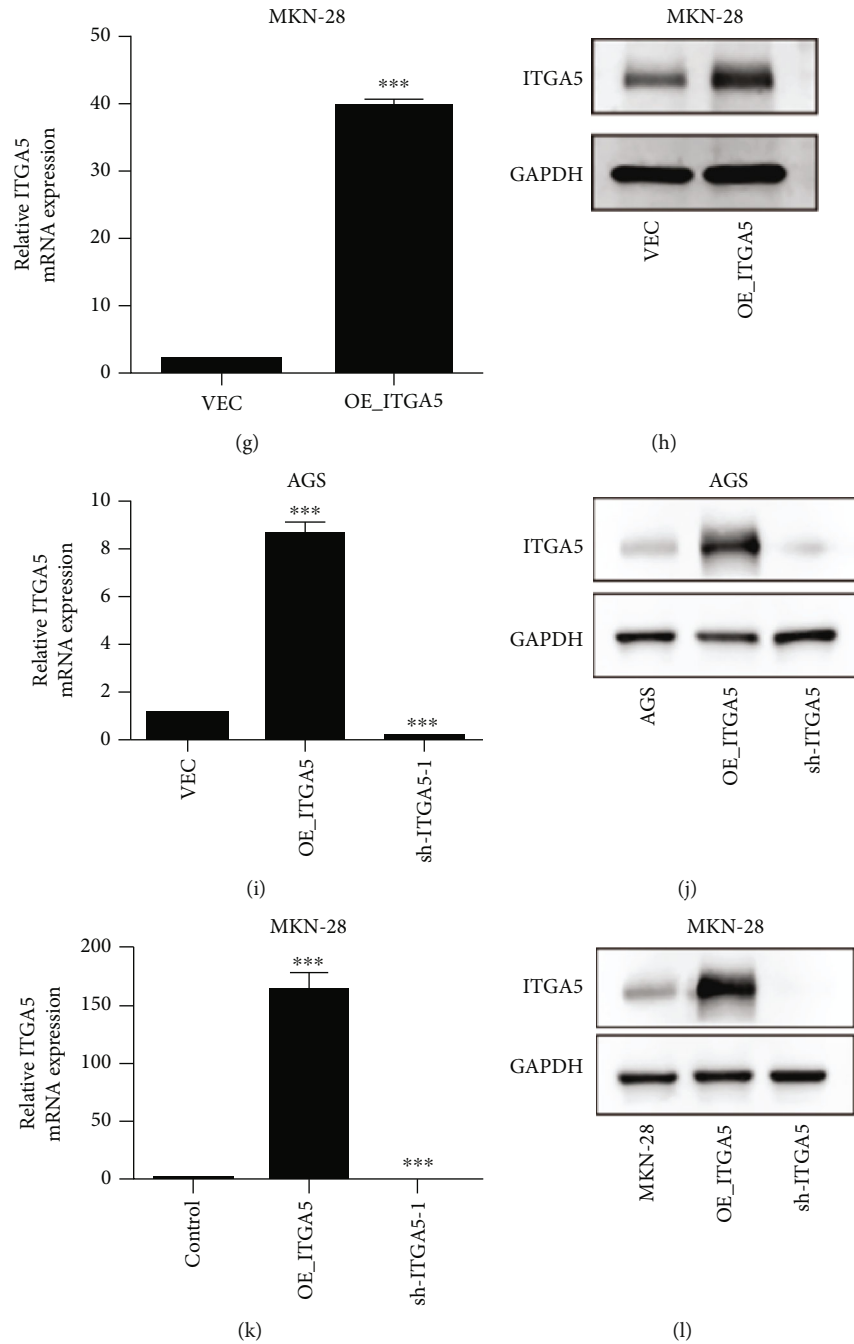 MKN-28
50
40
30
20
10
0
Relative ITGA5
mRNA expression
***
VEC
OE_ITGA5
(g)
MKN-28
ITGA5
GAPDH
VEC
OE_ITGA5
(h)
AGS
10
8
6
4
2
0
Relative ITGA5
mRNA expression
***
***
VEC
OE_ITGA5
sh-ITGA5-1
(i)
AGS
ITGA5
GAPDH
AGS
OE_ITGA5
sh-ITGA5
(j)
MKN-28
200
150
100
50
0
Relative ITGA5
mRNA expression
***
***
Control
OE_ITGA5
sh-ITGA5-1
(k)
MKN-28
ITGA5
GAPDH
MKN-28
OE_ITGA5
sh-ITGA5
(l)